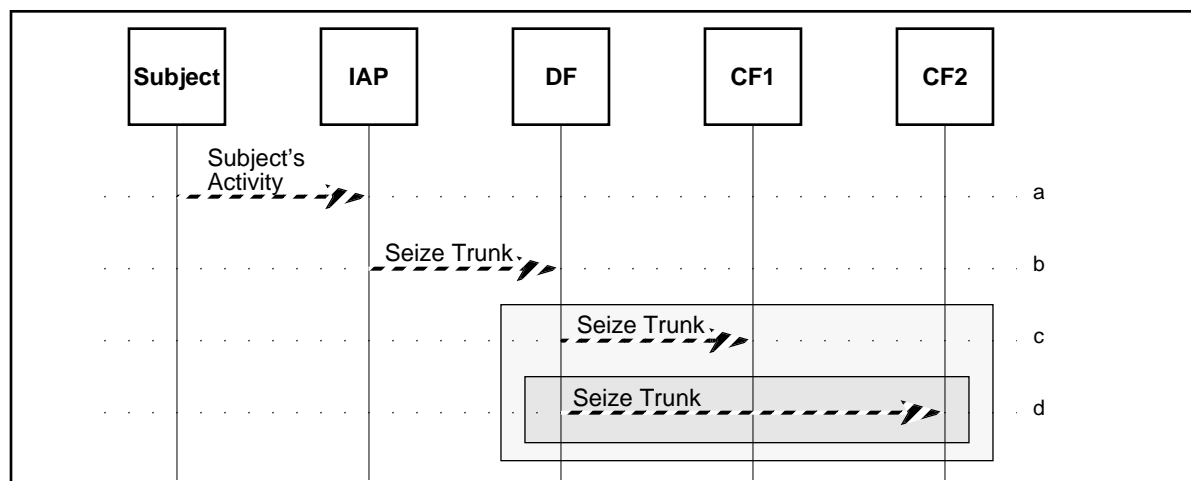 Subject IAP DF CF1 CF2
Subject's
Activity
a
Seize Trunk
b
Seize Trunk
c
Seize Trunk
d